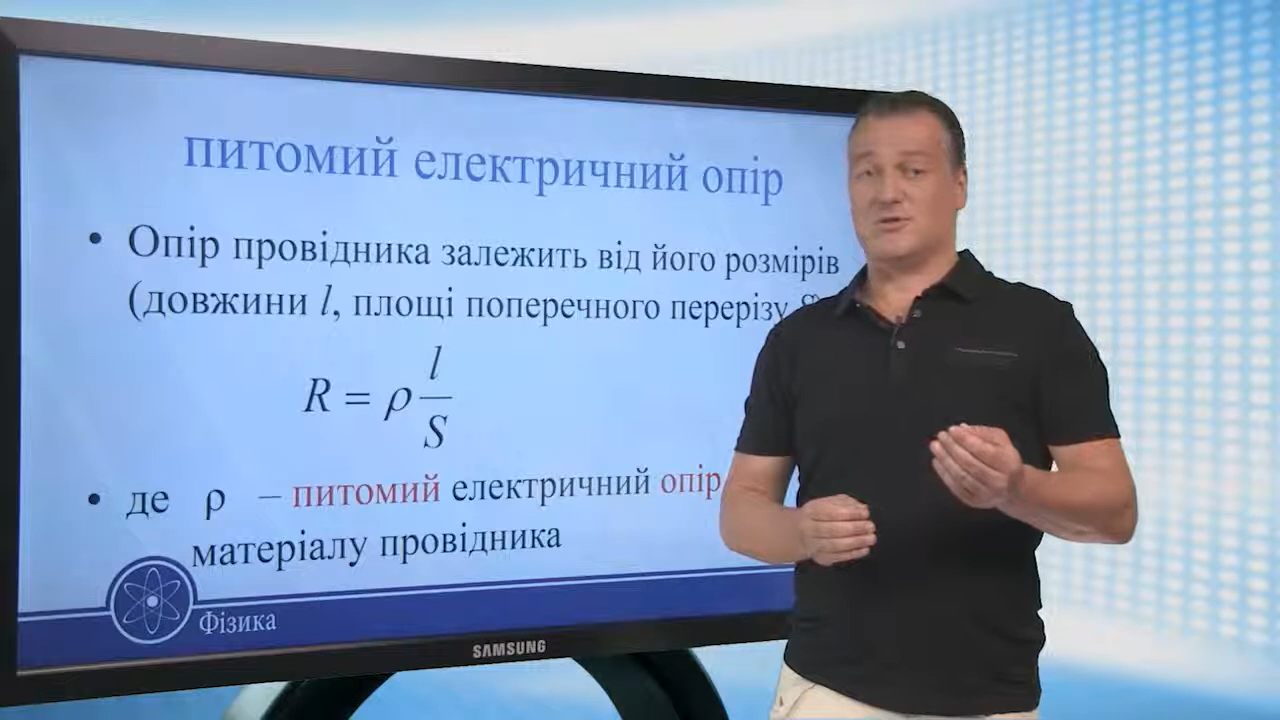 питомий електричний опір
• Опір провідника залежить від його розмірів
(довжини l, площі поперечного перерізу
R = ρ l/S
• де ρ – питомий електричний опір
матеріалу провідника
Фізика
SAMSUNG